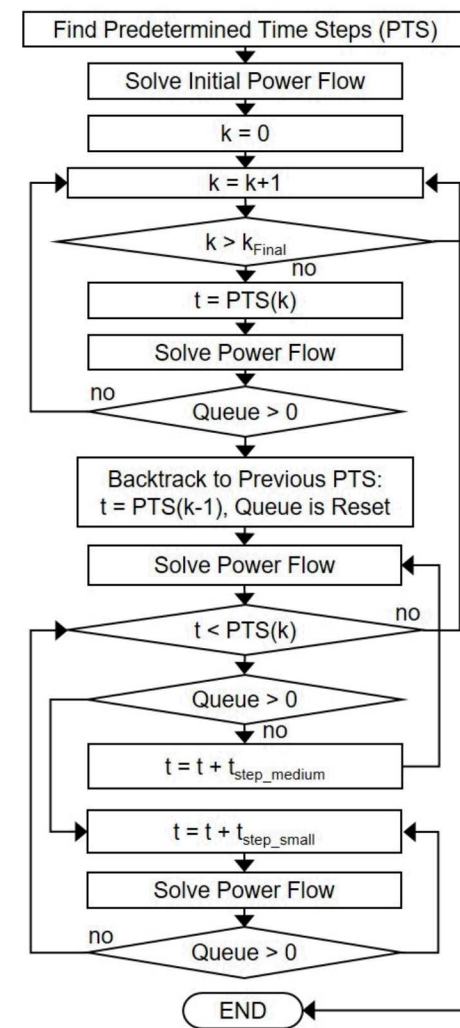 Find Predetermined Time Steps (PTS)
Solve Initial Power Flow
k = 0
k = k+1
k > kFinal
no
t = PTS(k)
Solve Power Flow
no
Queue > 0
Backtrack to Previous PTS:
t = PTS(k-1), Queue is Reset
Solve Power Flow
no
t < PTS(k)
Queue > 0
no
t = t + tstep_medium
t = t + tstep_small
Solve Power Flow
no
Queue > 0
END